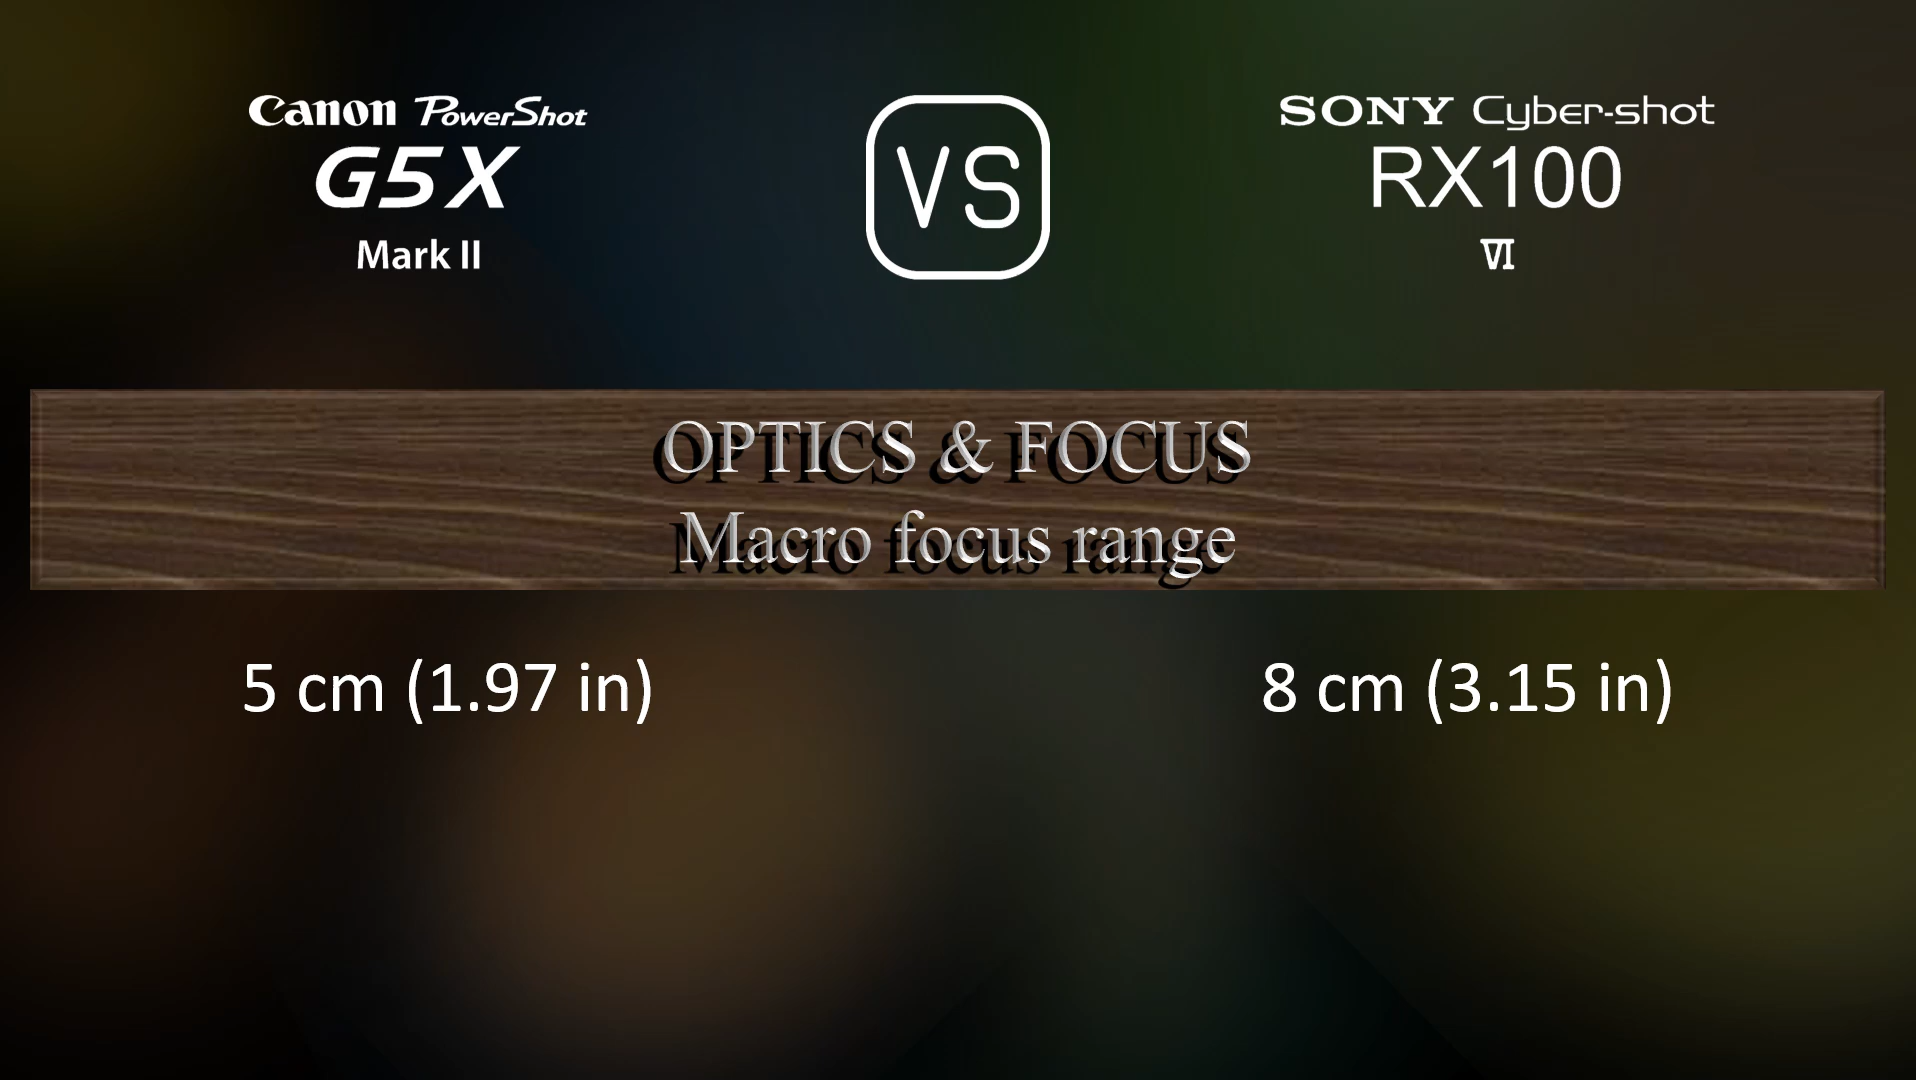 Canon PowerShot
G5 X
Mark II
VS
SONY Cyber-shot
RX100
VI
OPTICS & FOCUS
Macro focus range
5 cm (1.97 in)
8 cm (3.15 in)